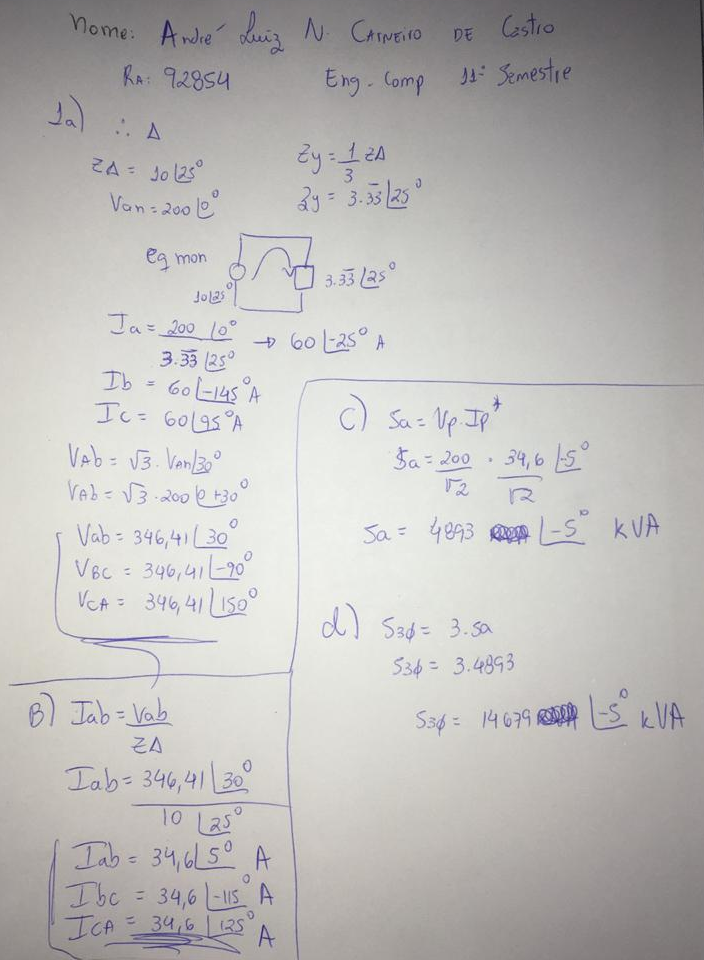 Nome: André Luiz N. Carneiro de Castro
RA: 92854 Eng. Comp 11º Semestre
1a) ∴ Δ
ZΔ = 10∠25°
Van = 200∠0°
Zy = 1/3 ZΔ
Zy = 3.33∠25°
eq mon
10∠25°
3.33∠25°
Ia = 200∠0° / 3.33∠25° → 60∠-25° A
Ib = 60∠-145° A
Ic = 60∠95° A
VAb = √3 . VAN∠30°
VAb = √3 . 200∠0+30°
Vab = 346,41∠30°
VBC = 346,41∠-90°
VCA = 346,41∠150°
B) Iab = Vab / ZΔ
Iab = 346,41∠30° / 10∠25°
Iab = 34,6∠5° A
Ibc = 34,6∠-115° A
ICA = 34,6∠125° A
C) Sa = Vp. Ip*
Sa = 200/√2 . 34,6/√2 ∠-5°
Sa = 4893 ∠-5° kVA
d) S3φ = 3.Sa
S3φ = 3.4893
S3φ = 14679 ∠-5° kVA